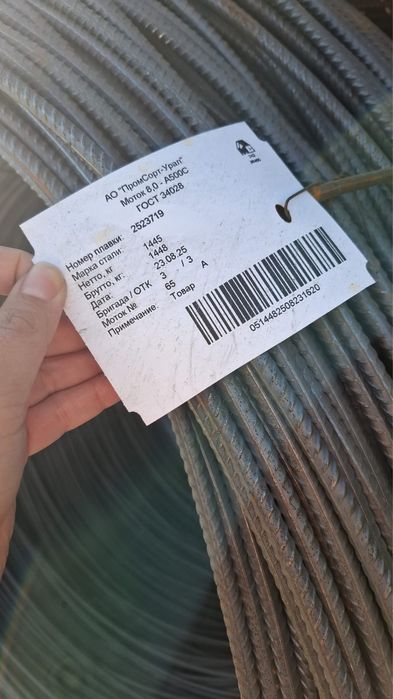 АО "ПромСорт-Урал"
Моток 8,0 - А500С
ГОСТ 34028
Номер плавки: 2523719
Марка стали:
Нетто, кг: 1445
Брутто, кг: 1448
Дата: 23.08.25
Бригада / ОТК 3 / 3
Моток № 65 А
Примечание: Товар
0514482508231620